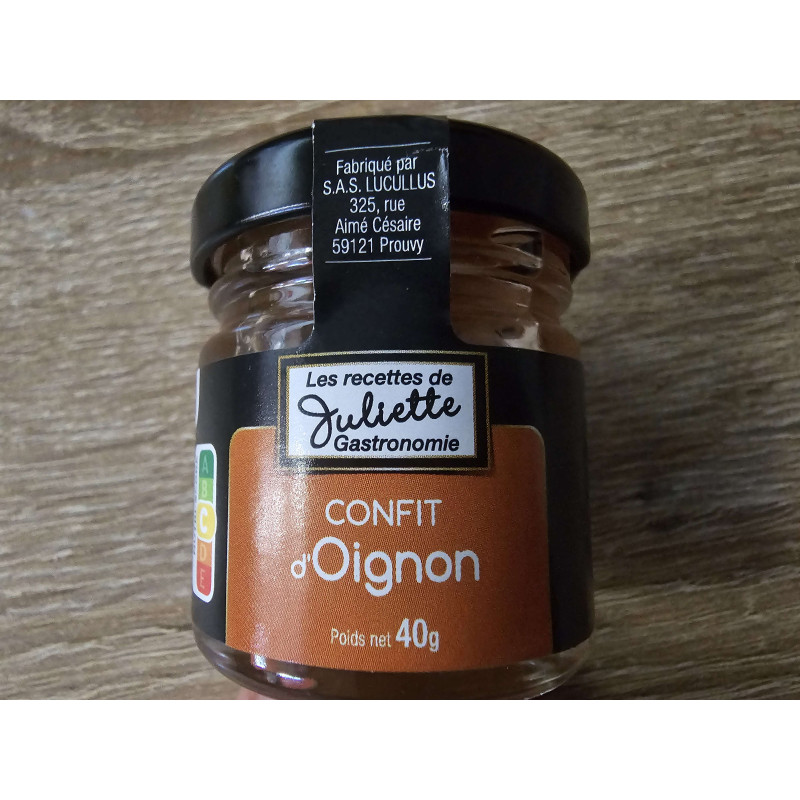 Fabriqué par
S.A.S. LUCULLUS
325, rue
Aimé Césaire
59121 Prouvy
Les recettes de
Juliette
Gastronomie
CONFIT
d'Oignon
Poids net 40g
A
B
C
D
E